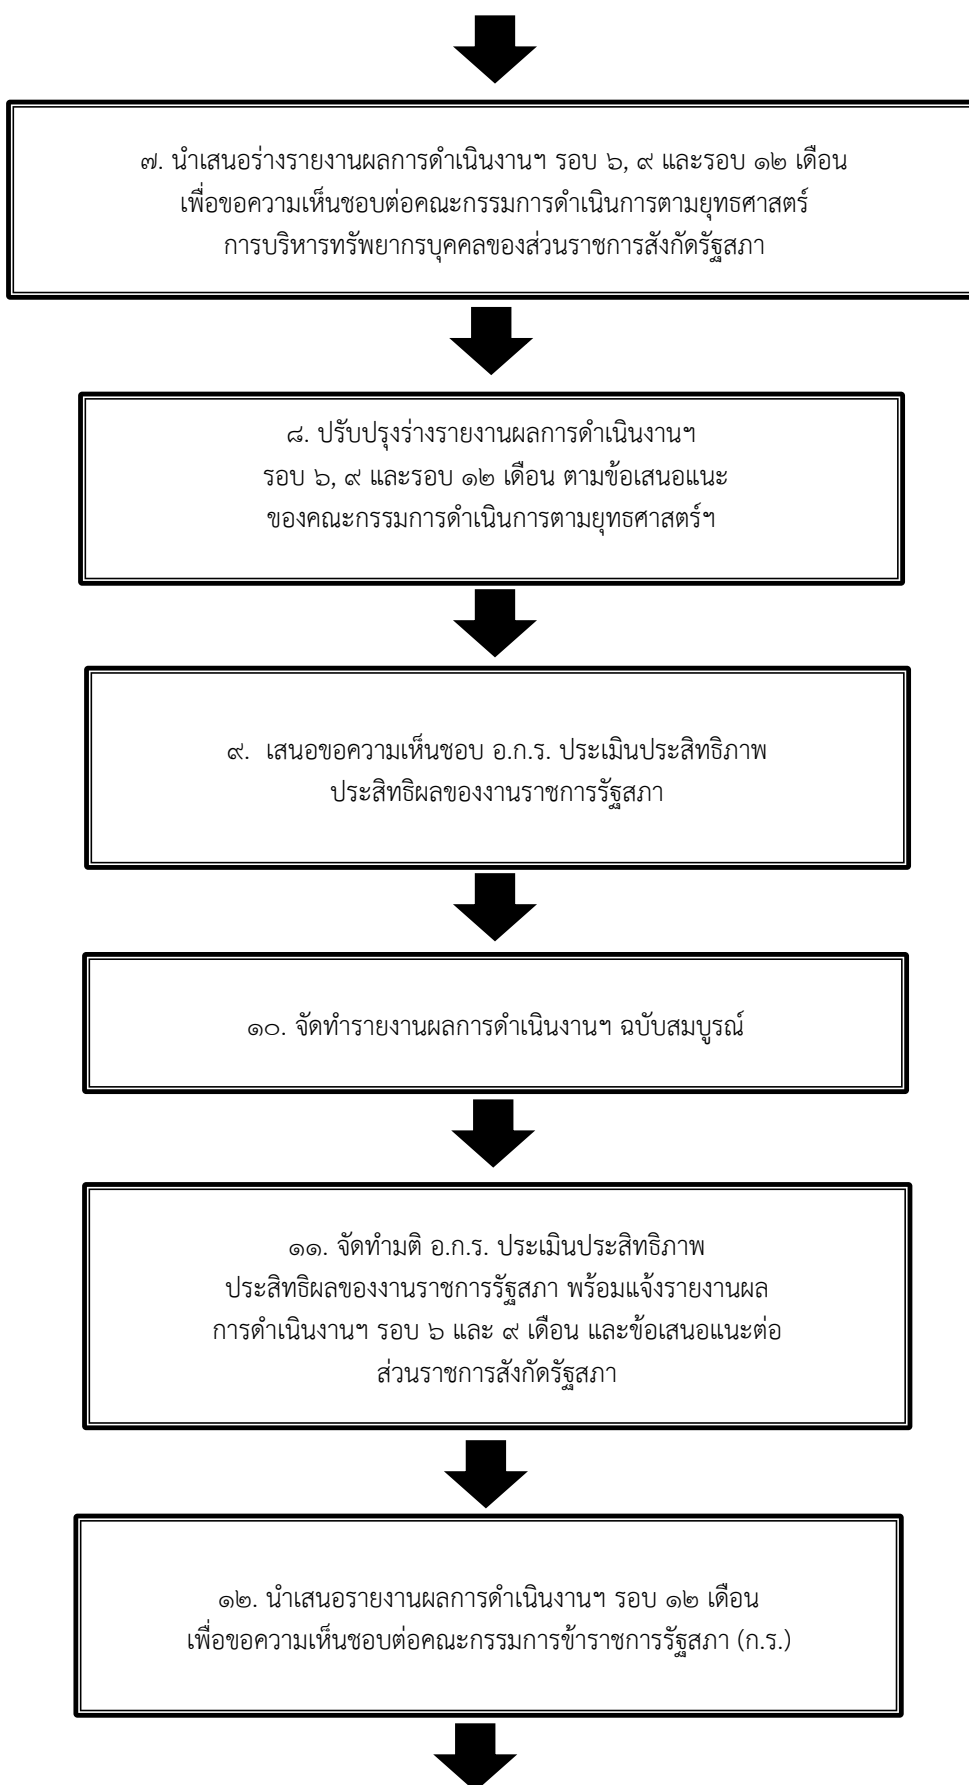 ๗. นำเสนอร่างรายงานผลการดำเนินงานฯ รอบ ๖, ๙ และรอบ ๑๒ เดือน
เพื่อขอความเห็นชอบต่อคณะกรรมการดำเนินการตามยุทธศาสตร์
การบริหารทรัพยากรบุคคลของส่วนราชการสังกัดรัฐสภา
๘. ปรับปรุงร่างรายงานผลการดำเนินงานฯ
รอบ ๖, ๙ และรอบ ๑๒ เดือน ตามข้อเสนอแนะ
ของคณะกรรมการดำเนินการตามยุทธศาสตร์ฯ
๙. เสนอขอความเห็นชอบ อ.ก.ร. ประเมินประสิทธิภาพ
ประสิทธิผลของงานราชการรัฐสภา
๑๐. จัดทำรายงานผลการดำเนินงานฯ ฉบับสมบูรณ์
๑๑. จัดทำมติ อ.ก.ร. ประเมินประสิทธิภาพ
ประสิทธิผลของงานราชการรัฐสภา พร้อมแจ้งรายงานผล
การดำเนินงานฯ รอบ ๖ และ ๙ เดือน และข้อเสนอแนะต่อ
ส่วนราชการสังกัดรัฐสภา
๑๒. นำเสนอรายงานผลการดำเนินงานฯ รอบ ๑๒ เดือน
เพื่อขอความเห็นชอบต่อคณะกรรมการข้าราชการรัฐสภา (ก.ร.)